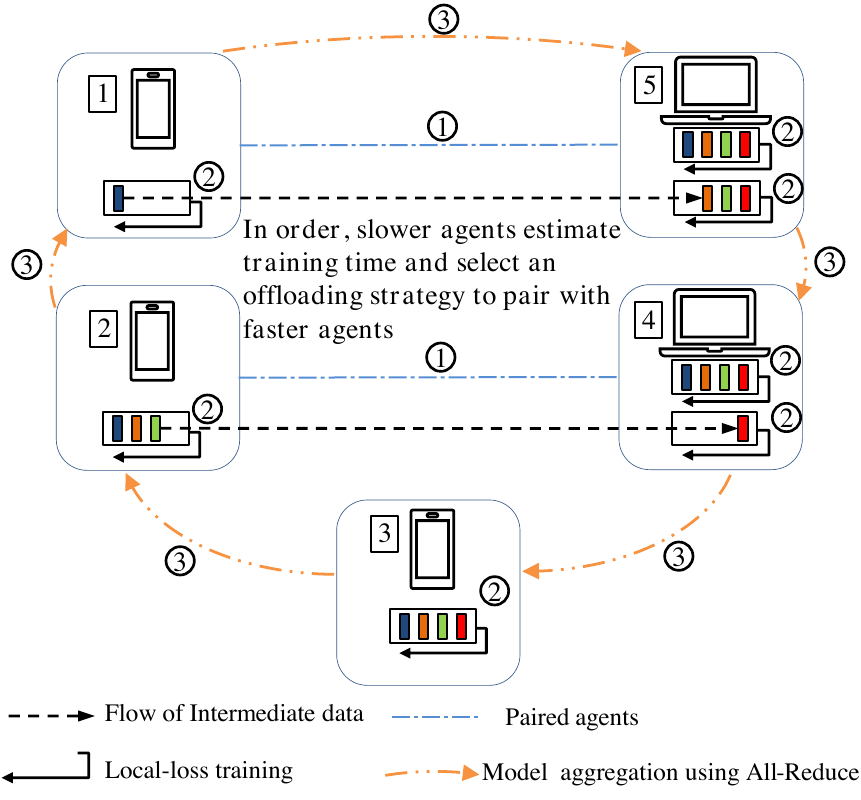 3
1
5
2
1
2
2
In order, slower agents estimate
training time and select an
offloading strategy to pair with
faster agents
3
3
2
4
1
2
2
2
3
3
3
2
Flow of Intermediate data
Paired agents
Local-loss training
Model aggregation using All-Reduce